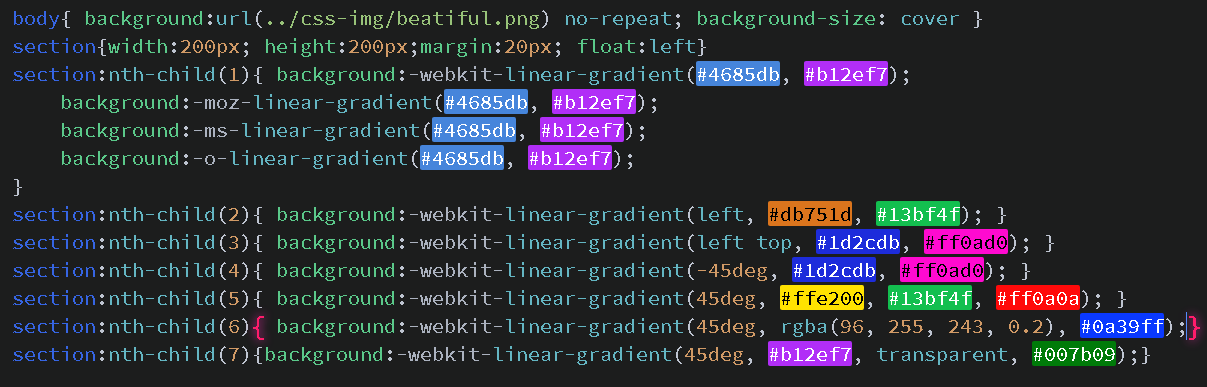 body{ background:url(../css-img/beatiful.png) no-repeat; background-size: cover }
section{width:200px; height:200px;margin:20px; float:left}
section:nth-child(1){ background:-webkit-linear-gradient(#4685db, #b12ef7);
    background:-moz-linear-gradient(#4685db, #b12ef7);
    background:-ms-linear-gradient(#4685db, #b12ef7);
    background:-o-linear-gradient(#4685db, #b12ef7);
}
section:nth-child(2){ background:-webkit-linear-gradient(left, #db751d, #13bf4f); }
section:nth-child(3){ background:-webkit-linear-gradient(left top, #1d2cdb, #ff0ad0); }
section:nth-child(4){ background:-webkit-linear-gradient(-45deg, #1d2cdb, #ff0ad0); }
section:nth-child(5){ background:-webkit-linear-gradient(45deg, #ffe200, #13bf4f, #ff0a0a); }
section:nth-child(6){ background:-webkit-linear-gradient(45deg, rgba(96, 255, 243, 0.2), #0a39ff);}
section:nth-child(7){background:-webkit-linear-gradient(45deg, #b12ef7, transparent, #007b09);}